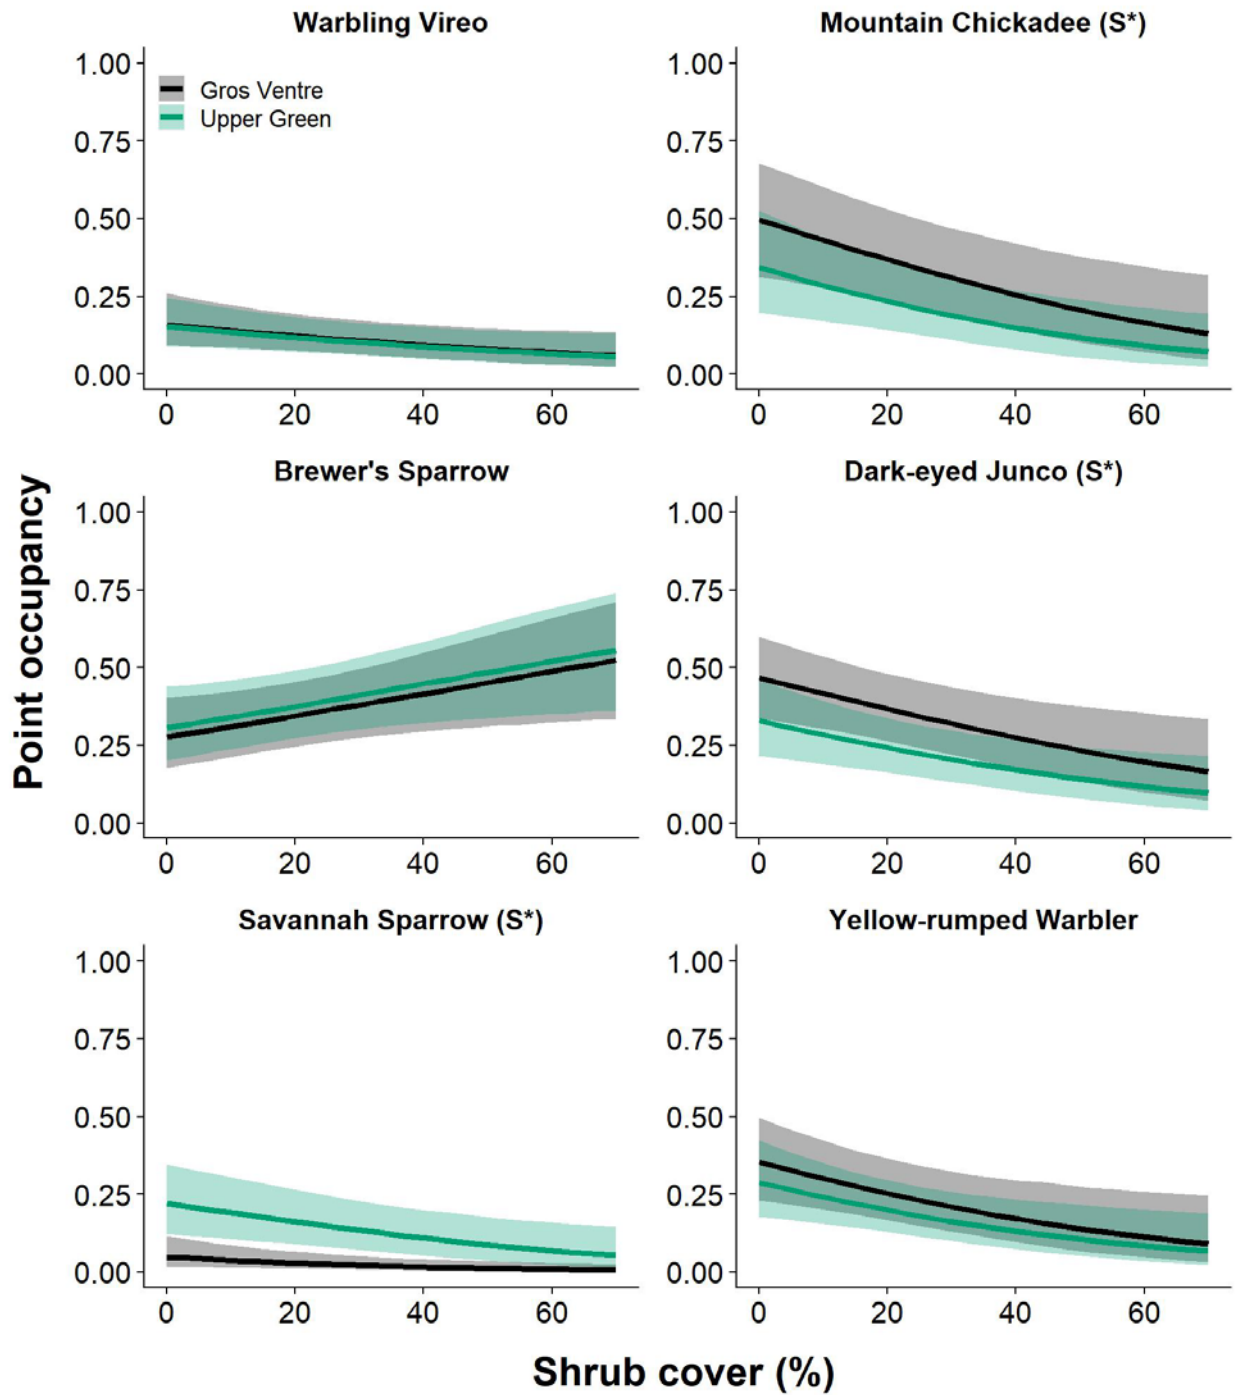 Warbling Vireo
1.00
0.75
0.50
0.25
0.00
0 20 40 60
Gros Ventre
Upper Green
Mountain Chickadee (S*)
1.00
0.75
0.50
0.25
0.00
0 20 40 60
Brewer's Sparrow
1.00
0.75
0.50
0.25
0.00
0 20 40 60
Dark-eyed Junco (S*)
1.00
0.75
0.50
0.25
0.00
0 20 40 60
Savannah Sparrow (S*)
1.00
0.75
0.50
0.25
0.00
0 20 40 60
Yellow-rumped Warbler
1.00
0.75
0.50
0.25
0.00
0 20 40 60
Point occupancy
Shrub cover (%)